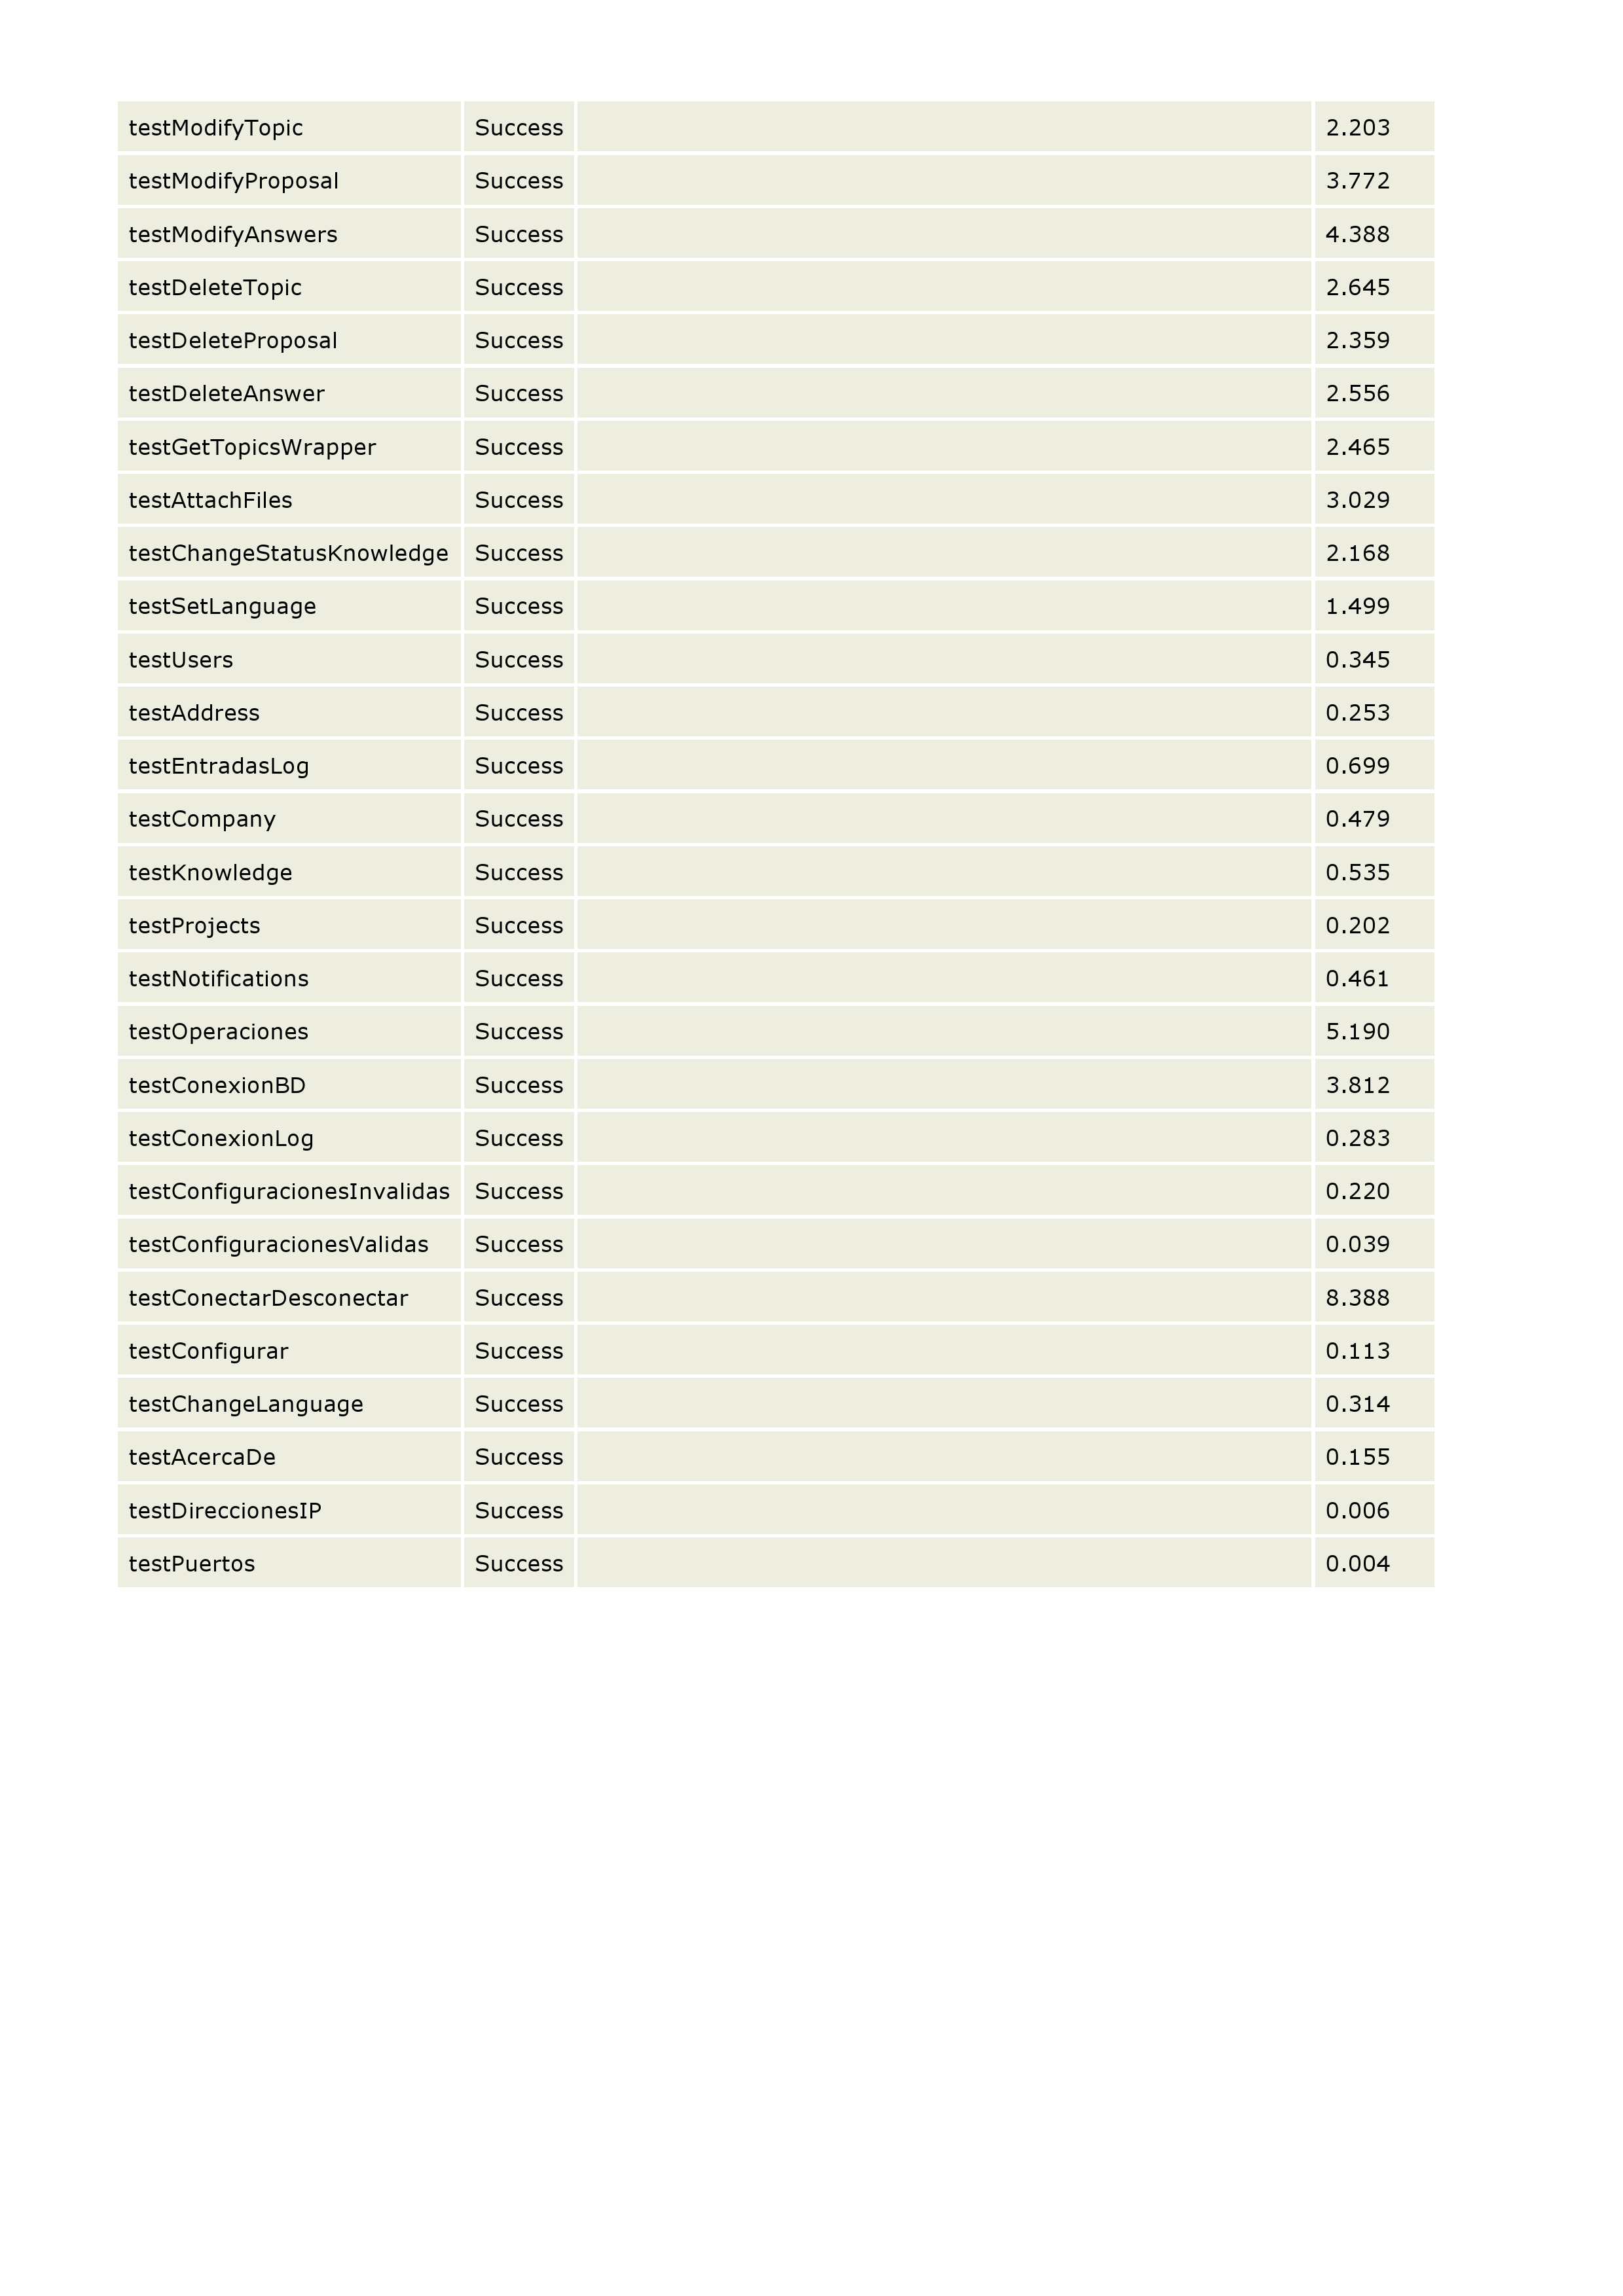 testModifyTopic Success 2.203
testModifyProposal Success 3.772
testModifyAnswers Success 4.388
testDeleteTopic Success 2.645
testDeleteProposal Success 2.359
testDeleteAnswer Success 2.556
testGetTopicsWrapper Success 2.465
testAttachFiles Success 3.029
testChangeStatusKnowledge Success 2.168
testSetLanguage Success 1.499
testUsers Success 0.345
testAddress Success 0.253
testEntradasLog Success 0.699
testCompany Success 0.479
testKnowledge Success 0.535
testProjects Success 0.202
testNotifications Success 0.461
testOperaciones Success 5.190
testConexionBD Success 3.812
testConexionLog Success 0.283
testConfiguracionesInvalidas Success 0.220
testConfiguracionesValidas Success 0.039
testConectarDesconectar Success 8.388
testConfigurar Success 0.113
testChangeLanguage Success 0.314
testAcercaDe Success 0.155
testDireccionesIP Success 0.006
testPuertos Success 0.004